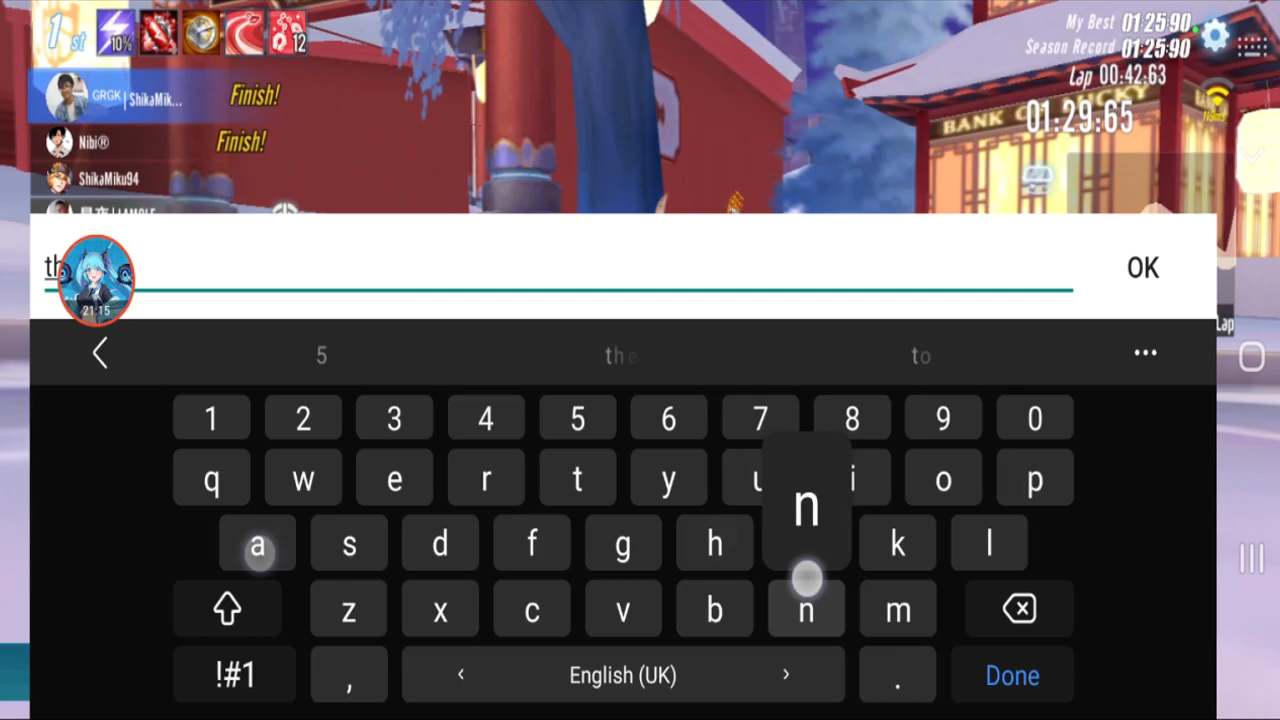 1st
10%
12
My Best 01:25:90
Season Record 01:25:90
Lap 00:42:63
01:29:65
GRGK | ShikaMik... Finish!
Nibi® Finish!
ShikaMiku94
BANK
LUCKY
th
21:15
OK
Lap
5 the to
1 2 3 4 5 6 7 8 9 0
q w e r t y u i o p
a s d f g h n k l
z x c v b n m
!#1 , English (UK) . Done